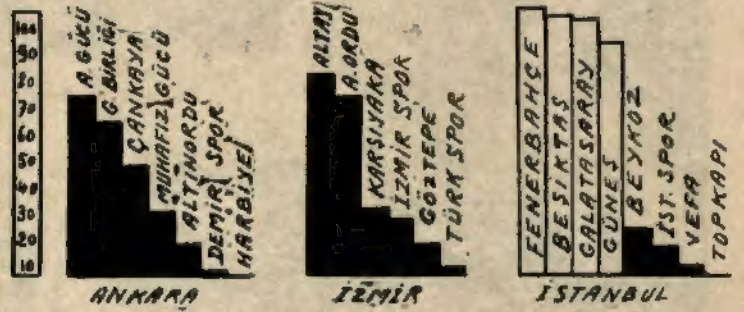 100
90
80
70
60
50
40
30
20
10
A. GÜCÜ
G. BİRLİĞİ
ÇANKAYA
MUHAFIZ GÜCÜ
ALTINORDU
DEMİR SPOR
HARBİYE
ANKARA
ALTAY
A. ORDU
KARŞIYAKA
İZMİR SPOR
GÖZTEPE
TÜRK SPOR
İZMİR
FENERBAHÇE
BEŞİKTAŞ
GALATASARAY
GÜNEŞ
BEYKOZ
İST. SPOR
VEFA
TOPKAPI
İSTANBUL